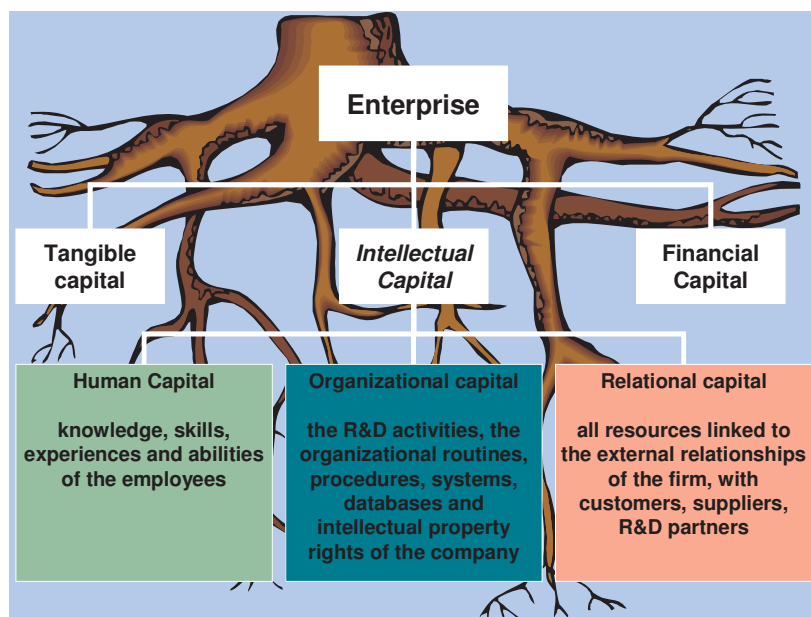 Enterprise
Tangible
capital
Intellectual
Capital
Financial
Capital
Human Capital
knowledge, skills,
experiences and abilities
of the employees
Organizational capital
the R&D activities, the
organizational routines,
procedures, systems,
databases and
intellectual property
rights of the company
Relational capital
all resources linked to
the external relationships
of the firm, with
customers, suppliers,
R&D partners